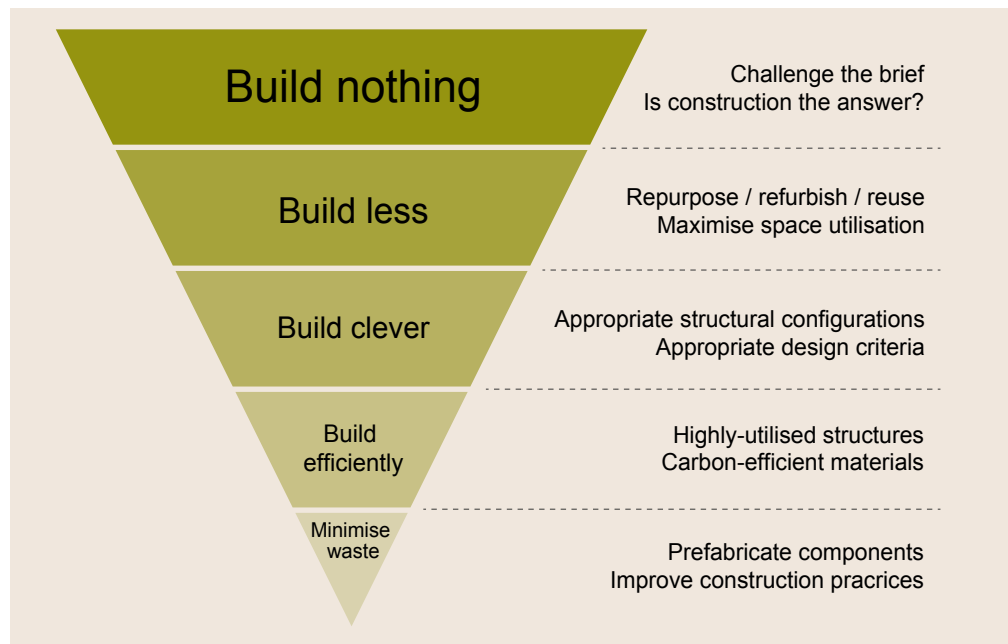 Build nothing
Challenge the brief
Is construction the answer?
Build less
Repurpose / refurbish / reuse
Maximise space utilisation
Build clever
Appropriate structural configurations
Appropriate design criteria
Build
efficiently
Highly-utilised structures
Carbon-efficient materials
Minimise
waste
Prefabricate components
Improve construction pracrices